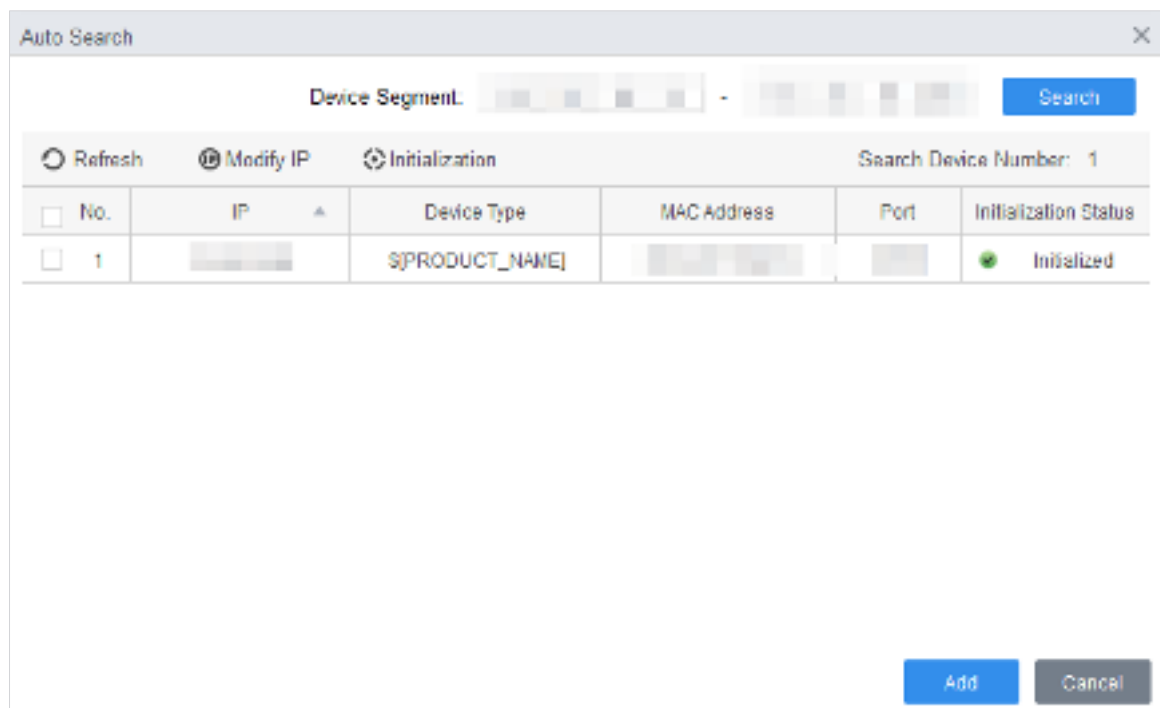 Auto Search
Device Segment: - Search
Refresh Modify IP Initialization Search Device Number: 1
No. IP Device Type MAC Address Port Initialization Status
1 $[PRODUCT_NAME] Initialized
Add Cancel